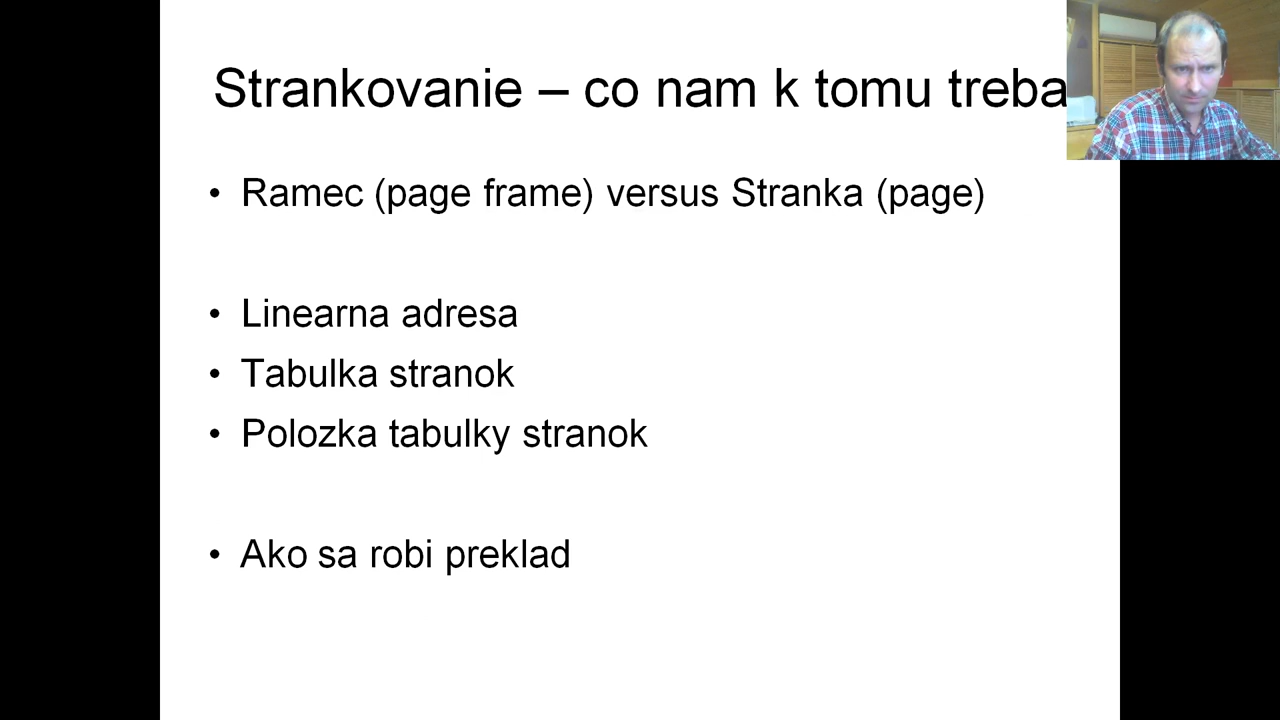 Strankovanie – co nam k tomu treba
• Ramec (page frame) versus Stranka (page)
• Linearna adresa
• Tabulka stranok
• Polozka tabulky stranok
• Ako sa robi preklad